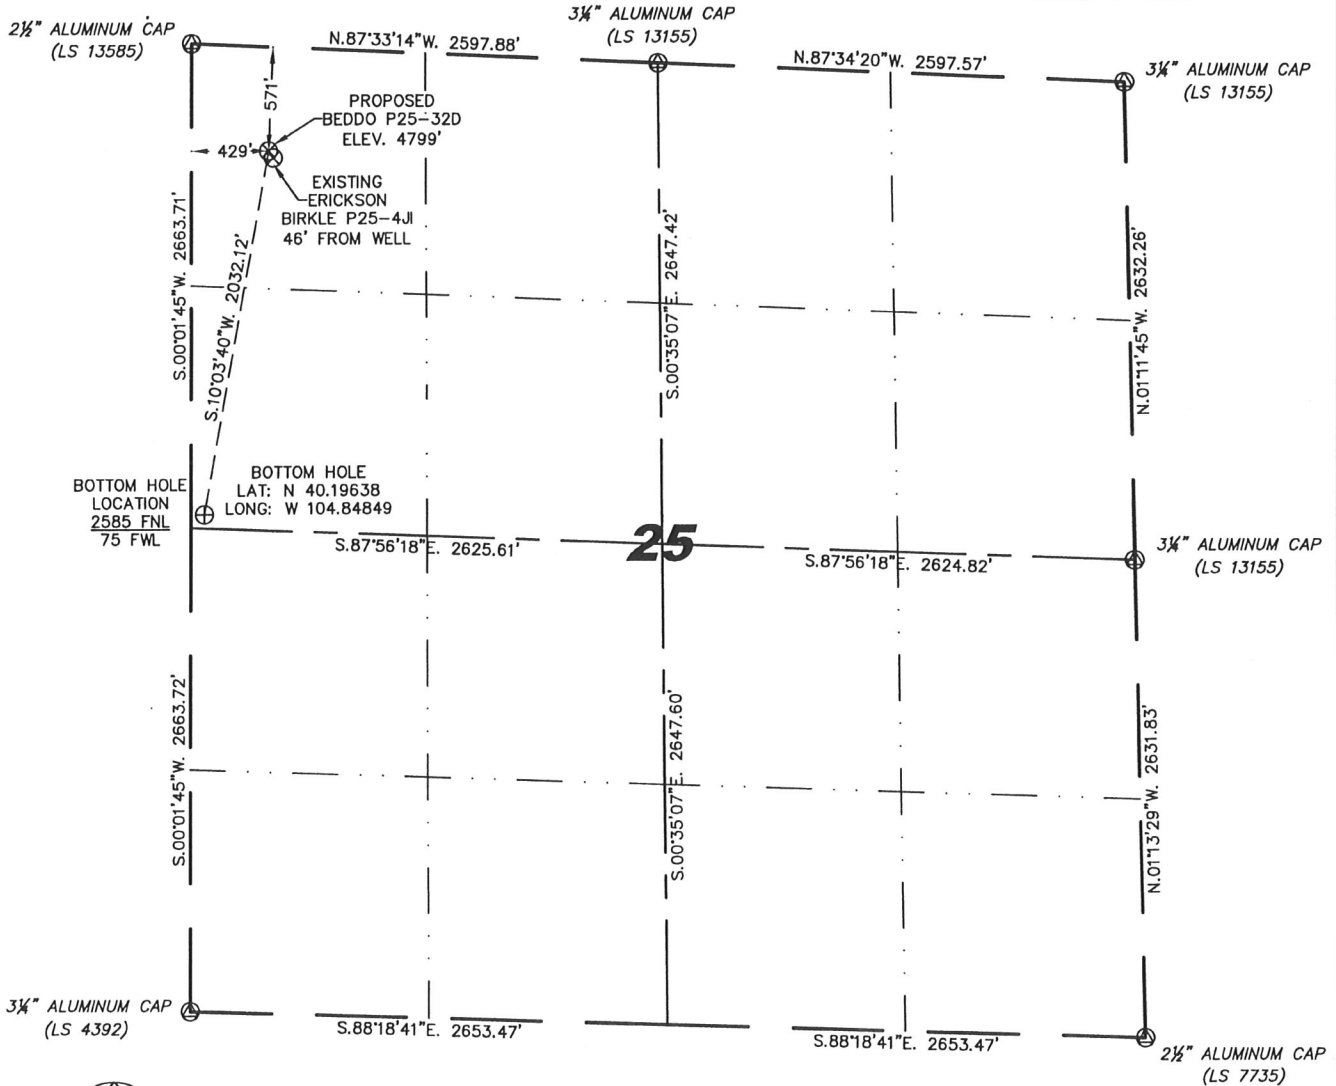 2½" ALUMINUM CAP
(LS 13585)
3¼" ALUMINUM CAP
(LS 13155)
N.87°33'14"W. 2597.88'
N.87°34'20"W. 2597.57'
3¼" ALUMINUM CAP
(LS 13155)
571'
PROPOSED
BEDDO P25-32D
ELEV. 4799'
429'
EXISTING
ERICKSON
BIRKLE P25-4JI
46' FROM WELL
S.00°01'45"W. 2663.71'
S.10°03'40"W. 2032.12'
S.00°35'07"E. 2647.42'
N.01°11'45"W. 2632.26'
BOTTOM HOLE
LOCATION
2585 FNL
75 FWL
BOTTOM HOLE
LAT: N 40.19638
LONG: W 104.84849
25
S.87°56'18"E. 2625.61'
S.87°56'18"E. 2624.82'
3¼" ALUMINUM CAP
(LS 13155)
S.00°01'45"W. 2663.72'
S.00°35'07"E. 2647.60'
N.01°13'29"W. 2631.83'
3¼" ALUMINUM CAP
(LS 4392)
S.88°18'41"E. 2653.47'
S.88°18'41"E. 2653.47'
2½" ALUMINUM CAP
(LS 7735)